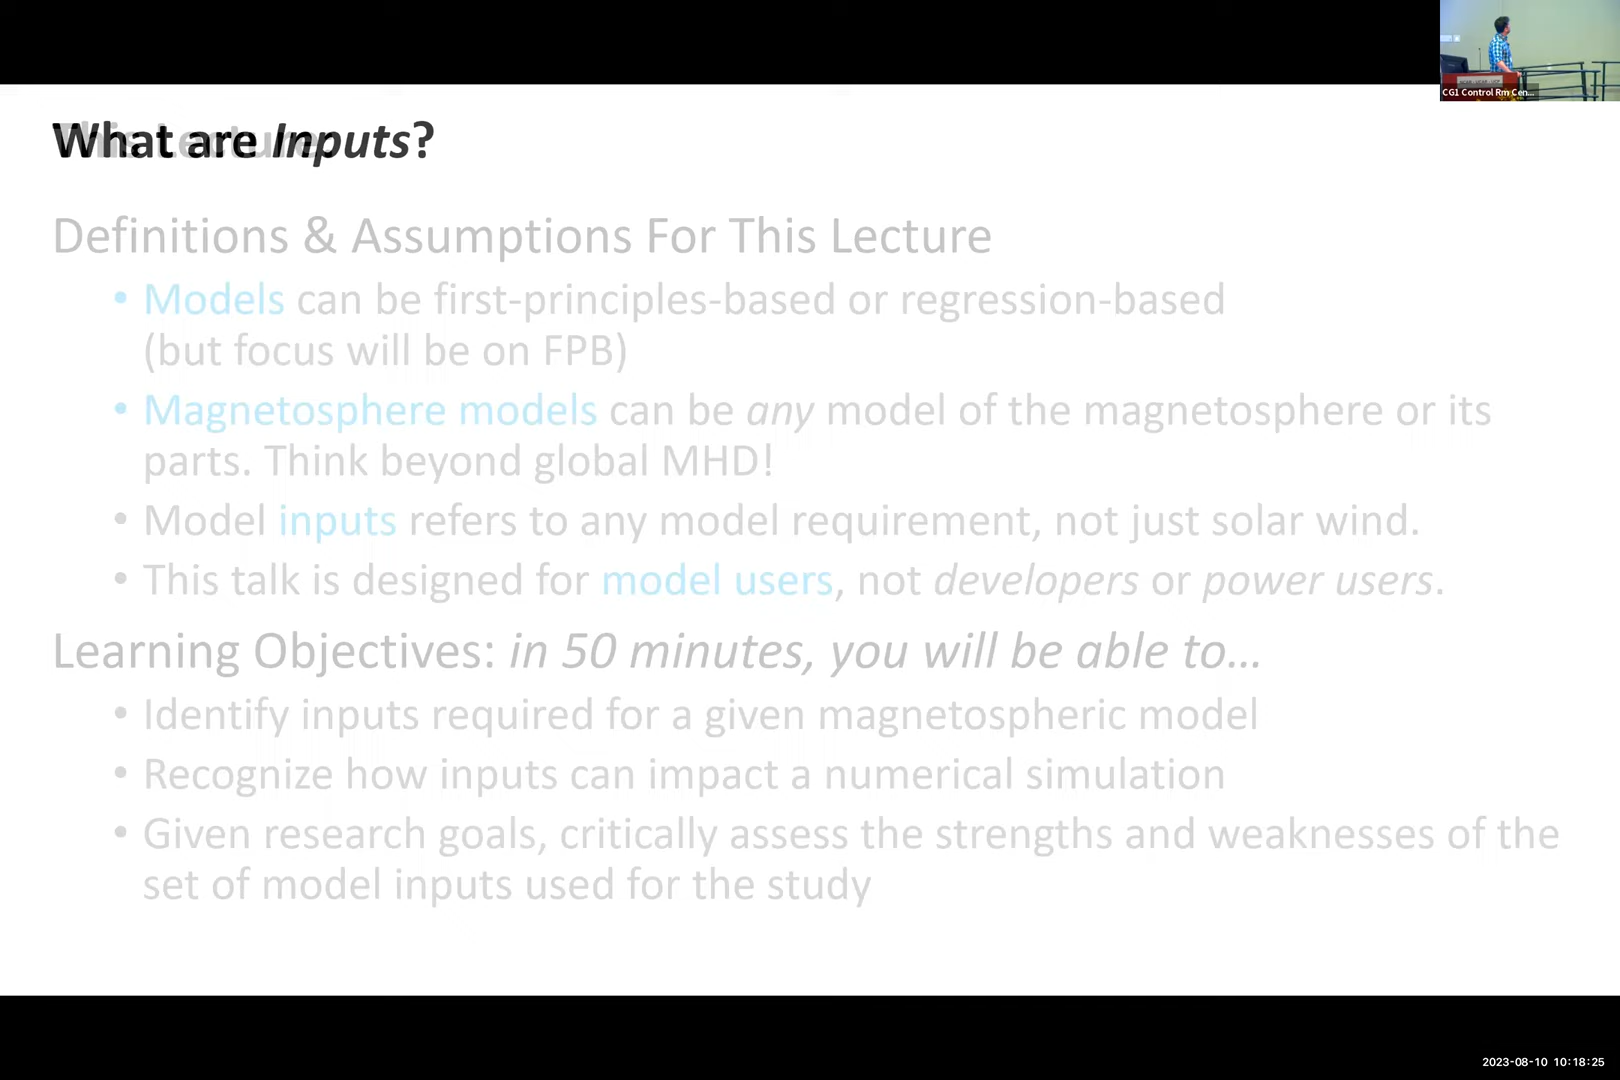 CG1 Control Rm Cen...
What are Inputs?
This Lecture
Definitions & Assumptions For This Lecture
• Models can be first-principles-based or regression-based
(but focus will be on FPB)
• Magnetosphere models can be any model of the magnetosphere or its
parts. Think beyond global MHD!
• Model inputs refers to any model requirement, not just solar wind.
• This talk is designed for model users, not developers or power users.
Learning Objectives: in 50 minutes, you will be able to...
• Identify inputs required for a given magnetospheric model
• Recognize how inputs can impact a numerical simulation
• Given research goals, critically assess the strengths and weaknesses of the
set of model inputs used for the study
2023-08-10 10:18:25